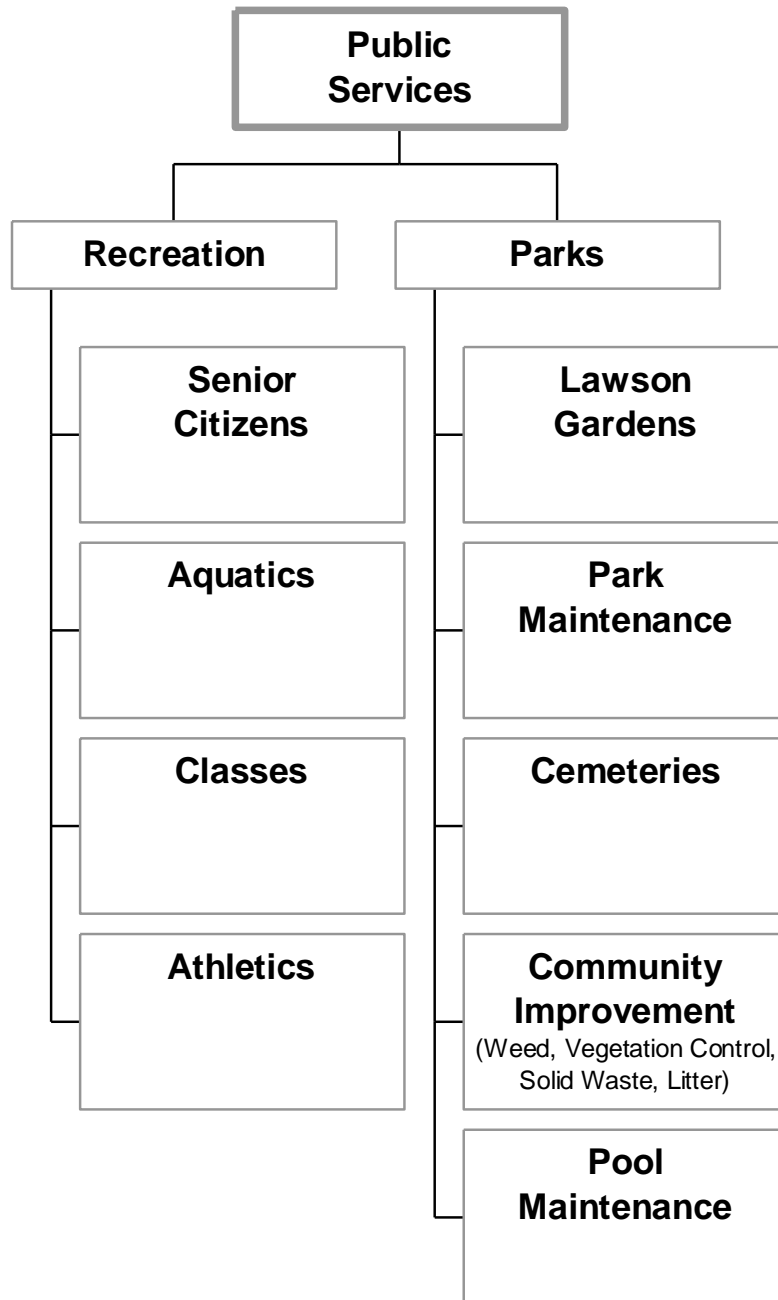 Public
Services
Recreation
Parks
Senior
Citizens
Aquatics
Classes
Athletics
Lawson
Gardens
Park
Maintenance
Cemeteries
Community
Improvement
(Weed, Vegetation Control,
Solid Waste, Litter)
Pool
Maintenance